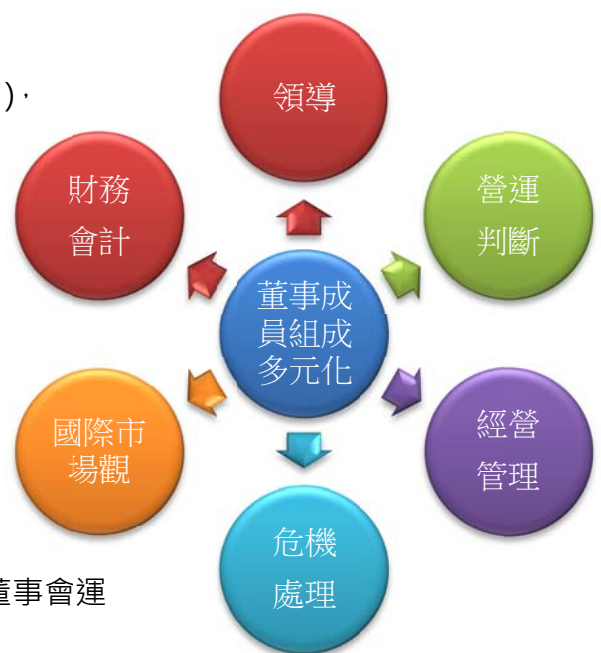 )，
領導
財務
會計
營運
判斷
董事成
員組成
多元化
國際市
場觀
經營
管理
危機
處理
董事會運